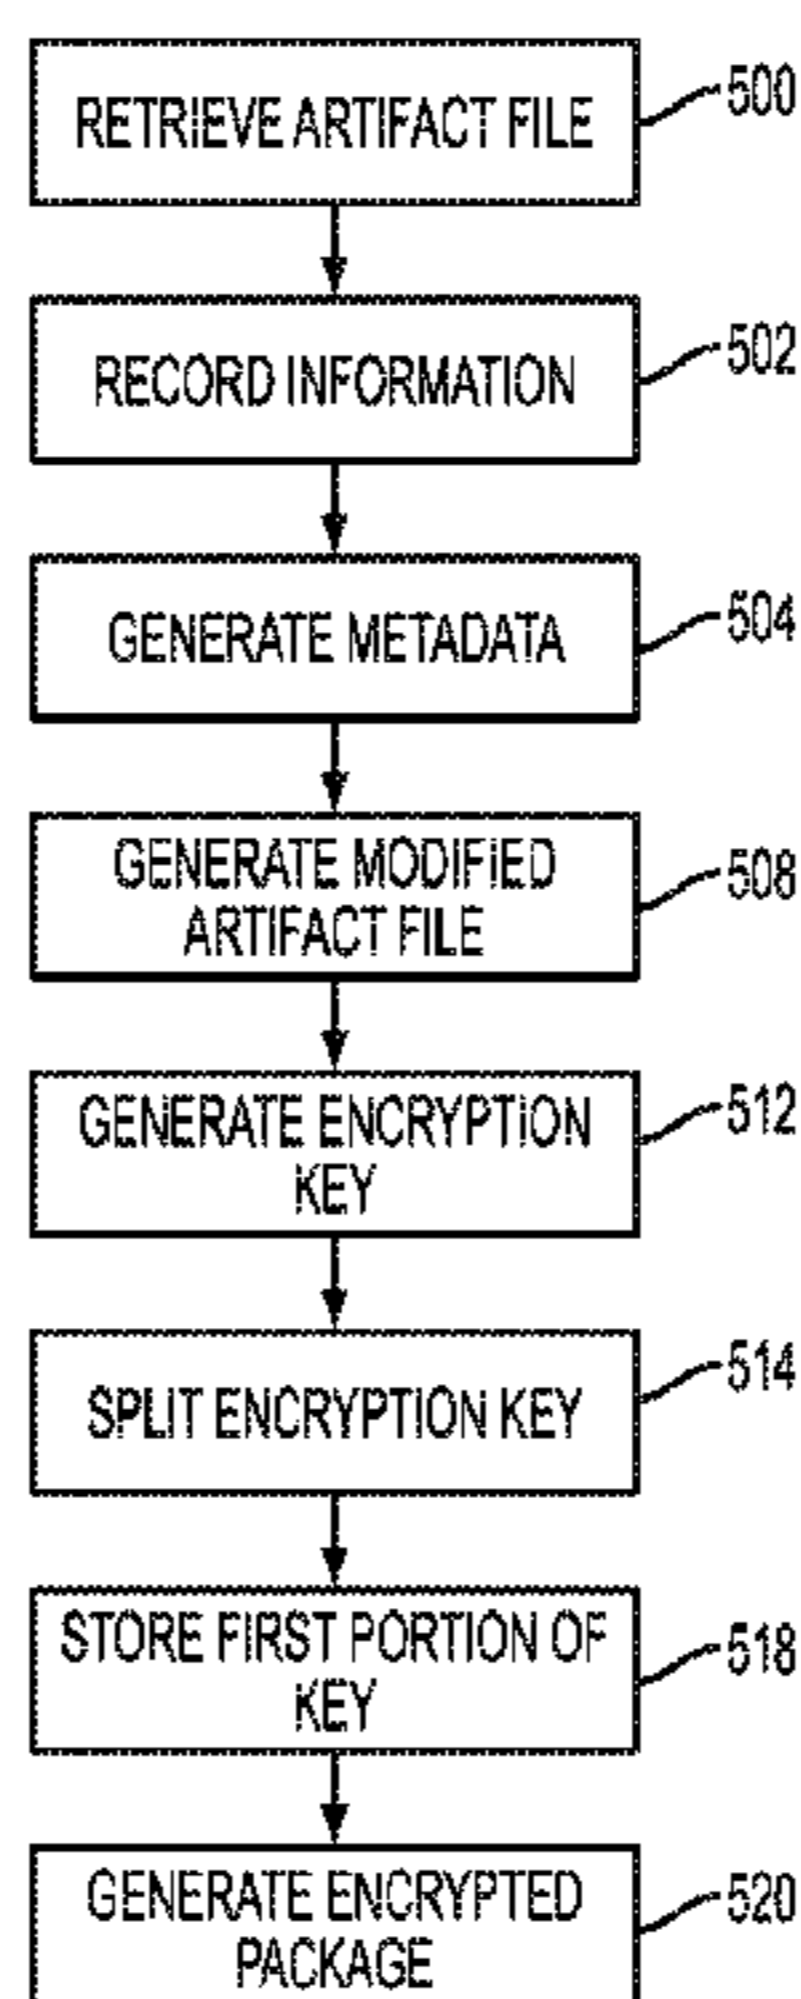 RETRIEVE ARTIFACT FILE
500
RECORD INFORMATION
502
GENERATE METADATA
504
GENERATE MODIFIED
ARTIFACT FILE
508
GENERATE ENCRYPTION
KEY
512
SPLIT ENCRYPTION KEY
514
STORE FIRST PORTION OF
KEY
518
GENERATE ENCRYPTED
PACKAGE
520